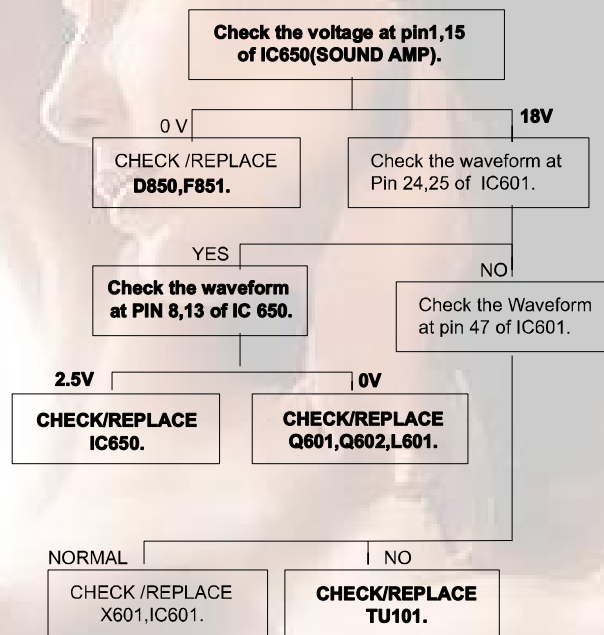 Check the voltage at pin1,15
of IC650(SOUND AMP).
0 V
18V
CHECK /REPLACE
D850,F851.
Check the waveform at
Pin 24,25 of IC601.
YES
NO
Check the waveform
at PIN 8,13 of IC 650.
Check the Waveform
at pin 47 of IC601.
2.5V
0V
CHECK/REPLACE
IC650.
CHECK/REPLACE
Q601,Q602,L601.
NORMAL
NO
CHECK /REPLACE
X601,IC601.
CHECK/REPLACE
TU101.